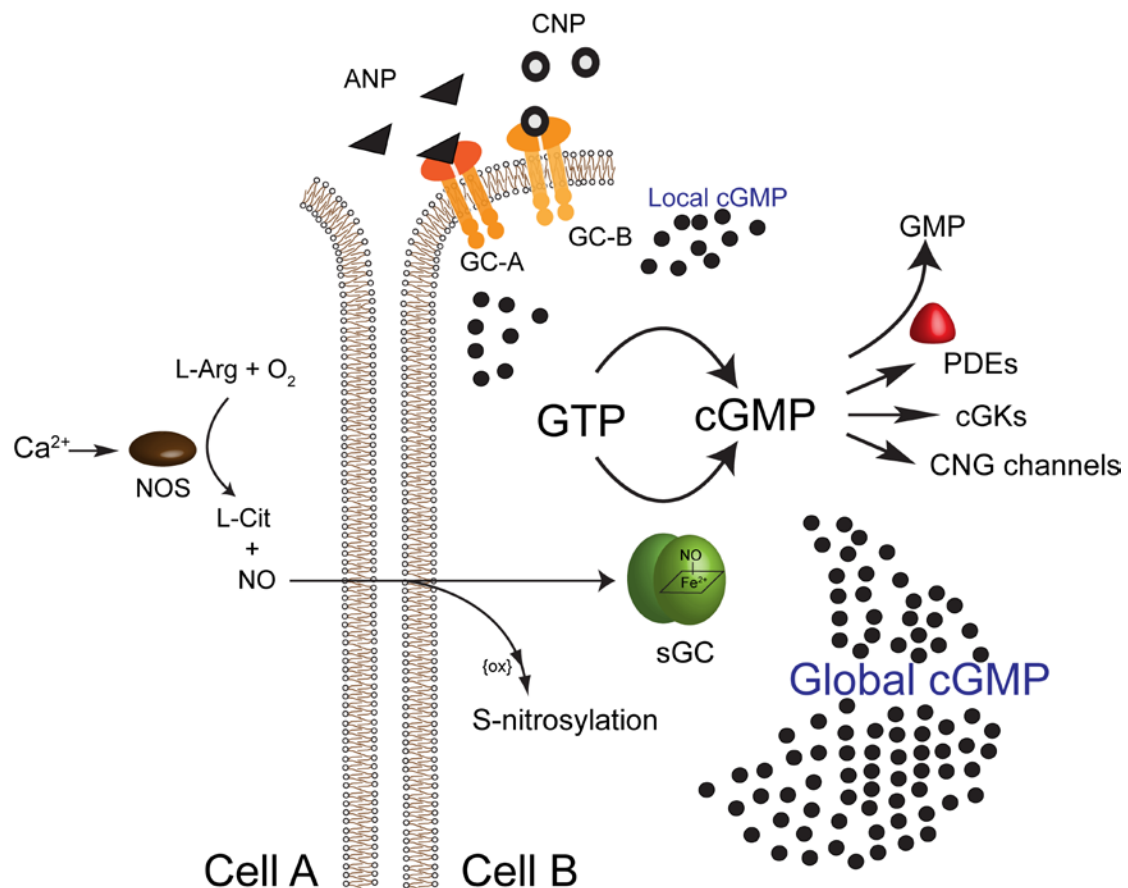 CNP
ANP
Local cGMP
GC-B
GC-A
GMP
PDEs
L-Arg + O₂
GTP
cGMP
cGKs
CNG channels
Ca²⁺
NOS
L-Cit
+
NO
NO
Fe²⁺
sGC
{ox}
S-nitrosylation
Global cGMP
Cell A
Cell B